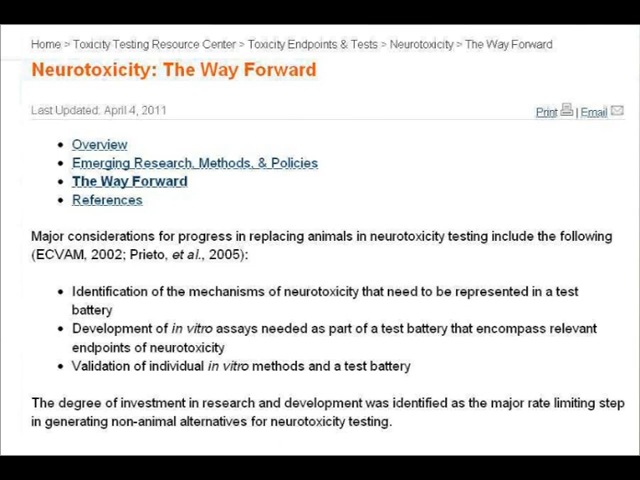 Home > Toxicity Testing Resource Center > Toxicity Endpoints & Tests > Neurotoxicity > The Way Forward
Neurotoxicity: The Way Forward
Last Updated: April 4, 2011
Print | Email
• Overview
• Emerging Research, Methods, & Policies
• The Way Forward
• References
Major considerations for progress in replacing animals in neurotoxicity testing include the following
(ECVAM, 2002; Prieto, et al., 2005):
• Identification of the mechanisms of neurotoxicity that need to be represented in a test
battery
• Development of in vitro assays needed as part of a test battery that encompass relevant
endpoints of neurotoxicity
• Validation of individual in vitro methods and a test battery
The degree of investment in research and development was identified as the major rate limiting step
in generating non-animal alternatives for neurotoxicity testing.